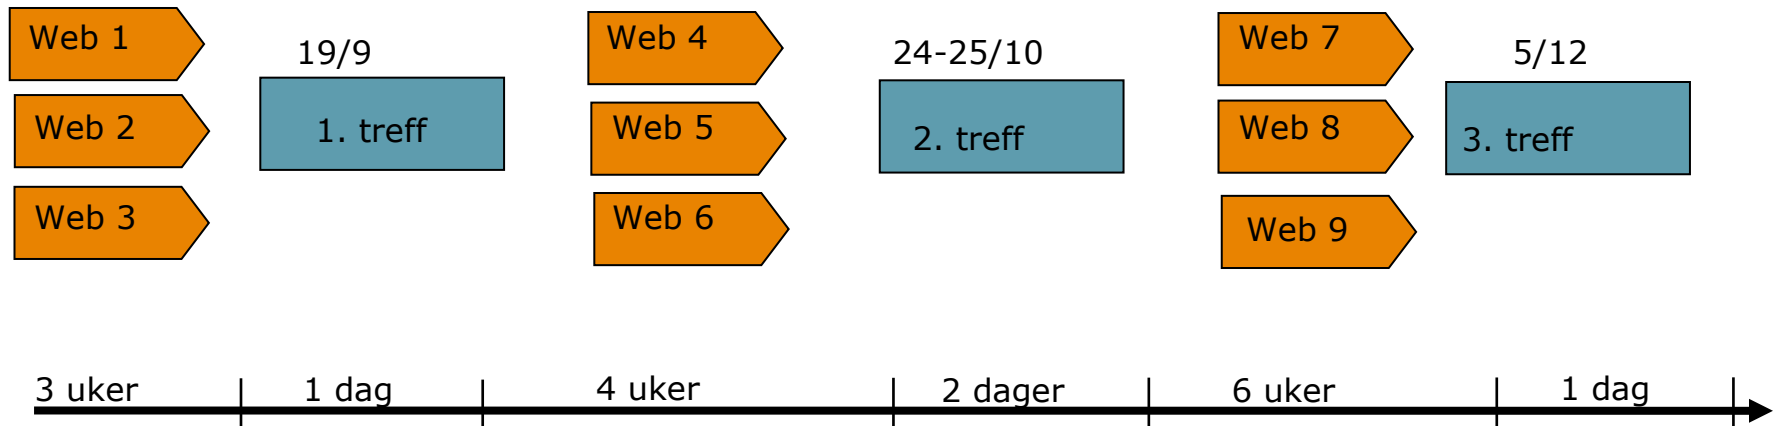 Web 1
Web 2
Web 3
19/9
1. treff
Web 4
Web 5
Web 6
24-25/10
2. treff
Web 7
Web 8
Web 9
5/12
3. treff
3 uker
1 dag
4 uker
2 dager
6 uker
1 dag